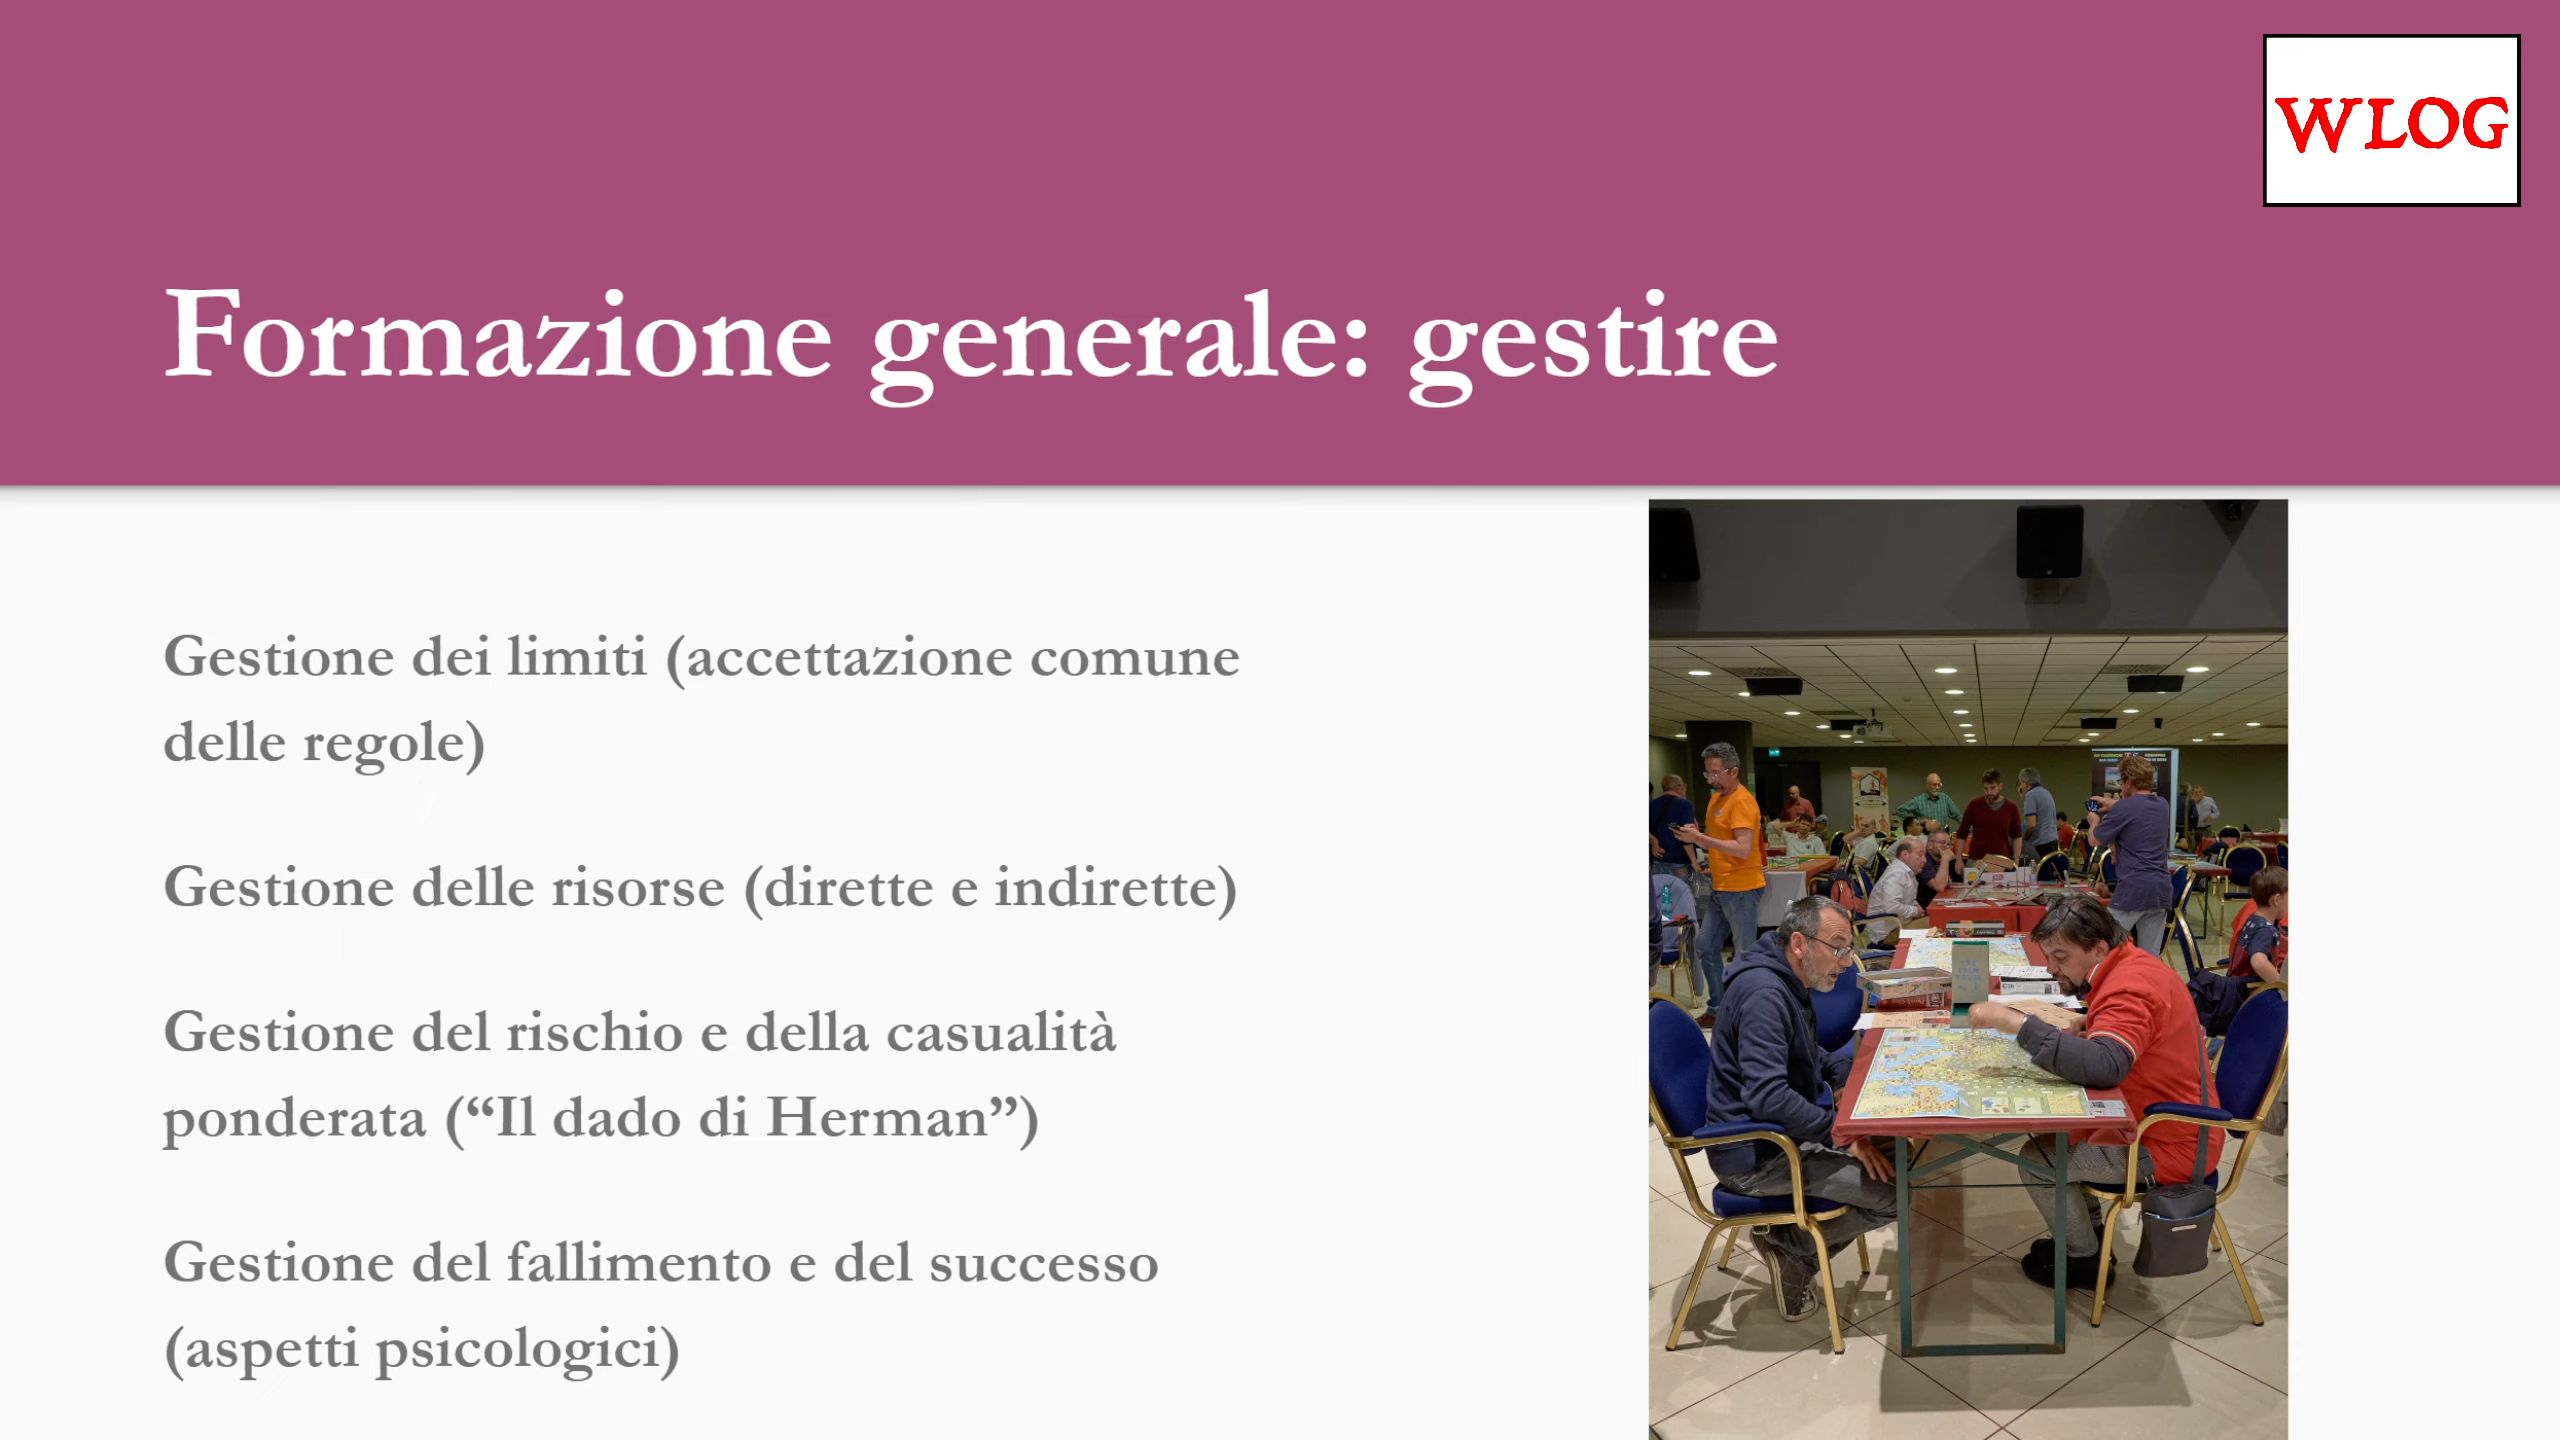 WLOG
Formazione generale: gestire
Gestione dei limiti (accettazione comune
delle regole)
Gestione delle risorse (dirette e indirette)
Gestione del rischio e della casualità
ponderata (“Il dado di Herman”)
Gestione del fallimento e del successo
(aspetti psicologici)